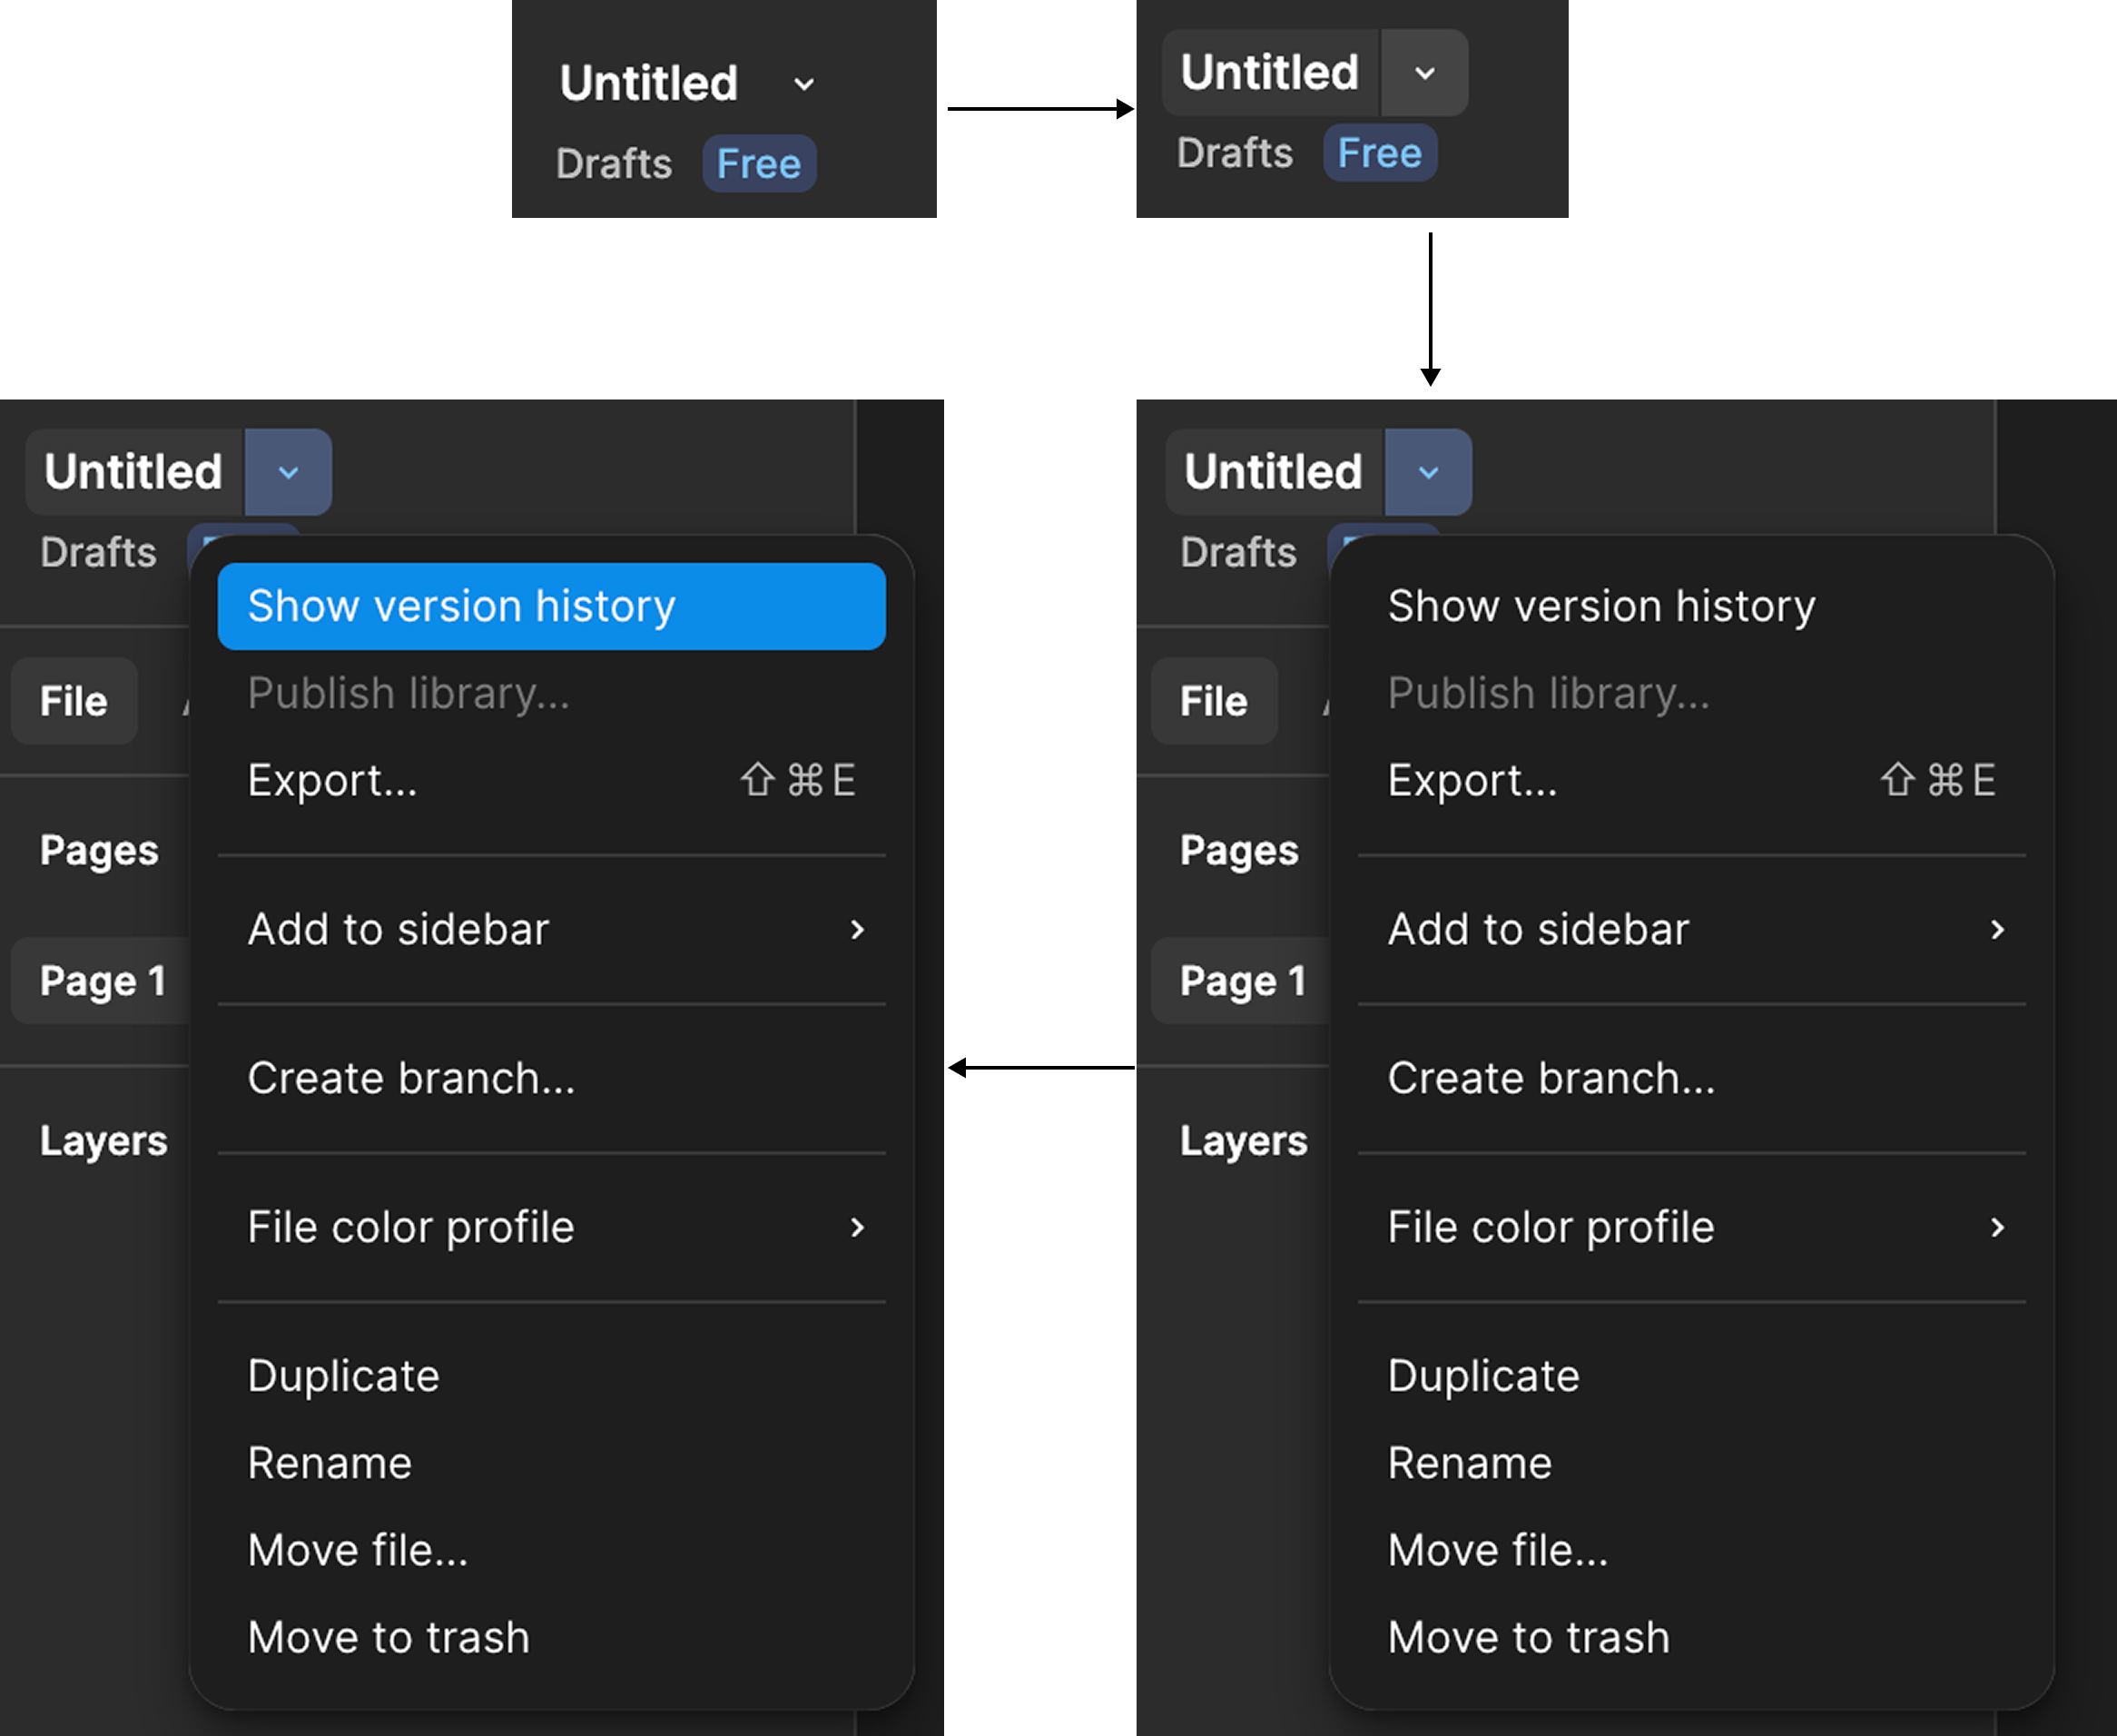 Untitled
Drafts Free
Untitled
Drafts Free
Untitled
Drafts
File
Pages
Page 1
Layers
Show version history
Publish library...
Export... ⇧⌘E
Add to sidebar
Create branch...
File color profile
Duplicate
Rename
Move file...
Move to trash
Untitled
Drafts
File
Pages
Page 1
Layers
Show version history
Publish library...
Export... ⇧⌘E
Add to sidebar
Create branch...
File color profile
Duplicate
Rename
Move file...
Move to trash